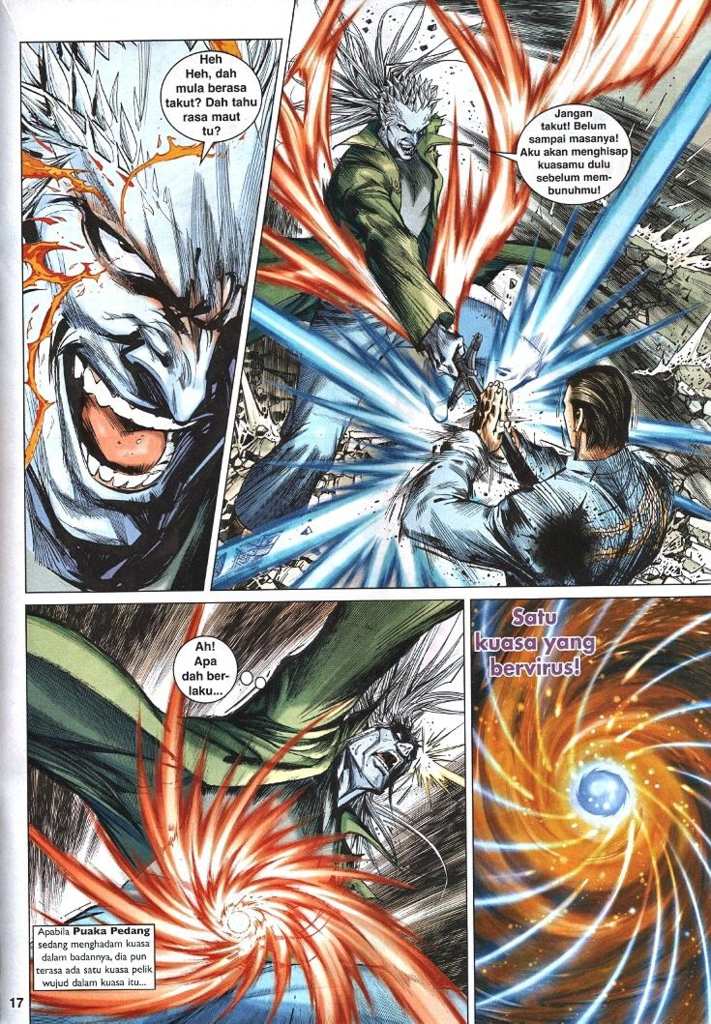 Heh
Heh, dah
mula berasa
takut? Dah tahu
rasa maut
tu?
Jangan
takut! Belum
sampai masanya!
Aku akan menghisap
kuasamu dulu
sebelum mem-
bunuhmu!
Ah!
Apa
dah ber-
laku...
Apabila Puaka Pedang
sedang menghadam kuasa
dalam badannya, dia pun
terasa ada satu kuasa pelik
wujud dalam kuasa itu...
Satu
kuasa yang
bervirus!
17